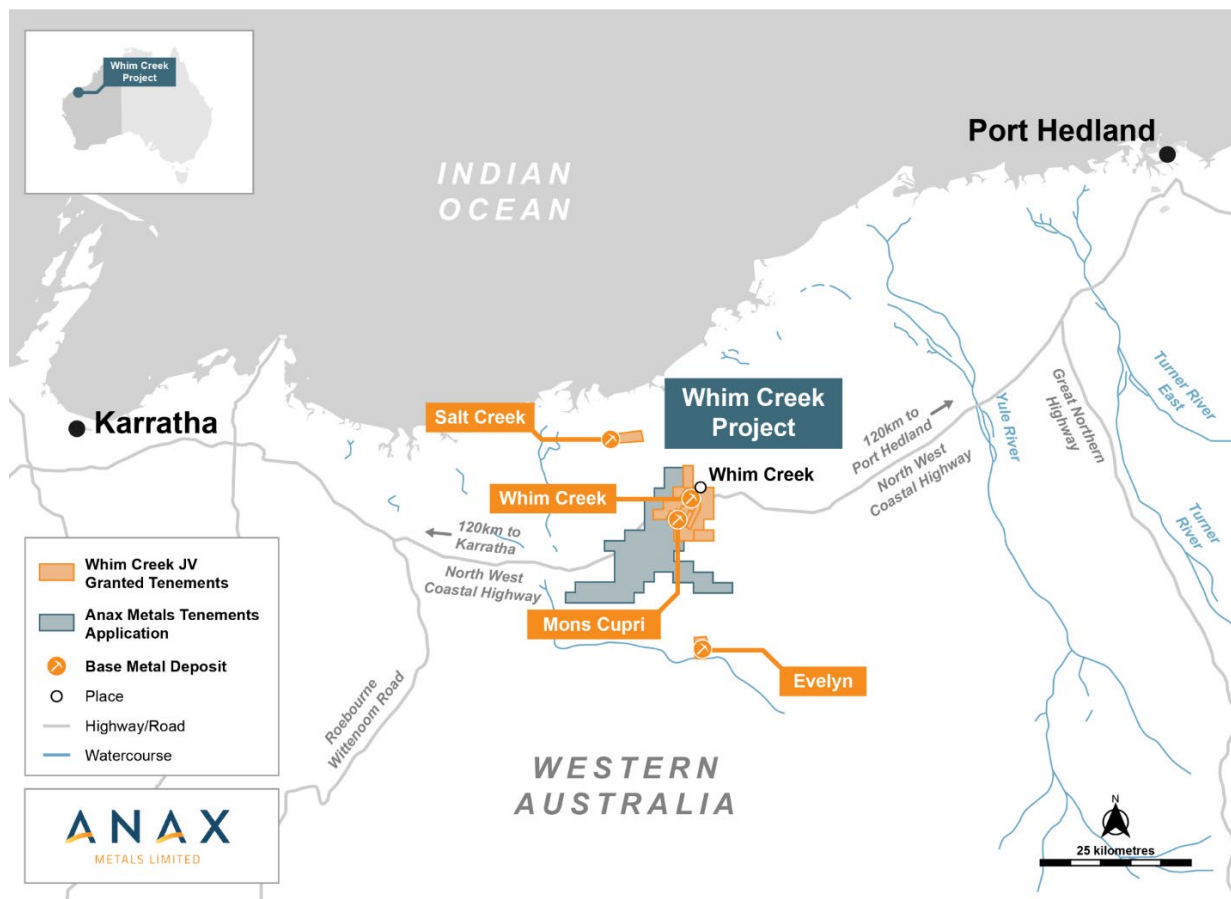 Whim Creek
Project
INDIAN
OCEAN
Port Hedland
Karratha
Salt Creek
Whim Creek
Project
Whim Creek
Whim Creek
120km to
Port Hedland
North West
Coastal Highway
Yule River
Great Northern
Highway
Turner River
East
Turner
River
120km to
Karratha
North West
Coastal Highway
Mons Cupri
Evelyn
Roebourne
Wittenoom Road
WESTERN
AUSTRALIA
Whim Creek JV
Granted Tenements
Anax Metals Tenements
Application
Base Metal Deposit
Place
Highway/Road
Watercourse
ANAX
METALS LIMITED
N
25 kilometres